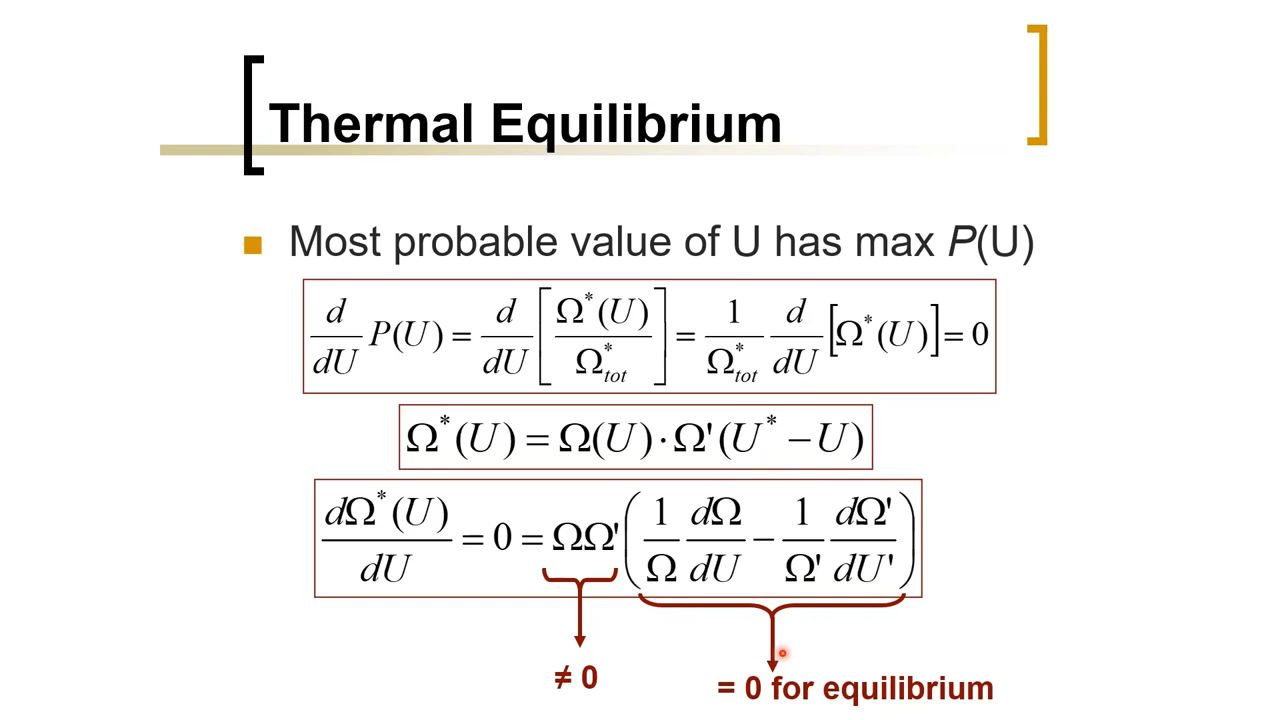 Thermal Equilibrium
Most probable value of U has max P(U)
d/dU P(U) = d/dU [Ω*(U)/Ω*tot] = 1/Ω*tot d/dU [Ω*(U)] = 0
Ω*(U) = Ω(U) · Ω'(U* − U)
dΩ*(U)/dU = 0 = ΩΩ' (1/Ω dΩ/dU − 1/Ω' dΩ'/dU')
≠ 0
= 0 for equilibrium